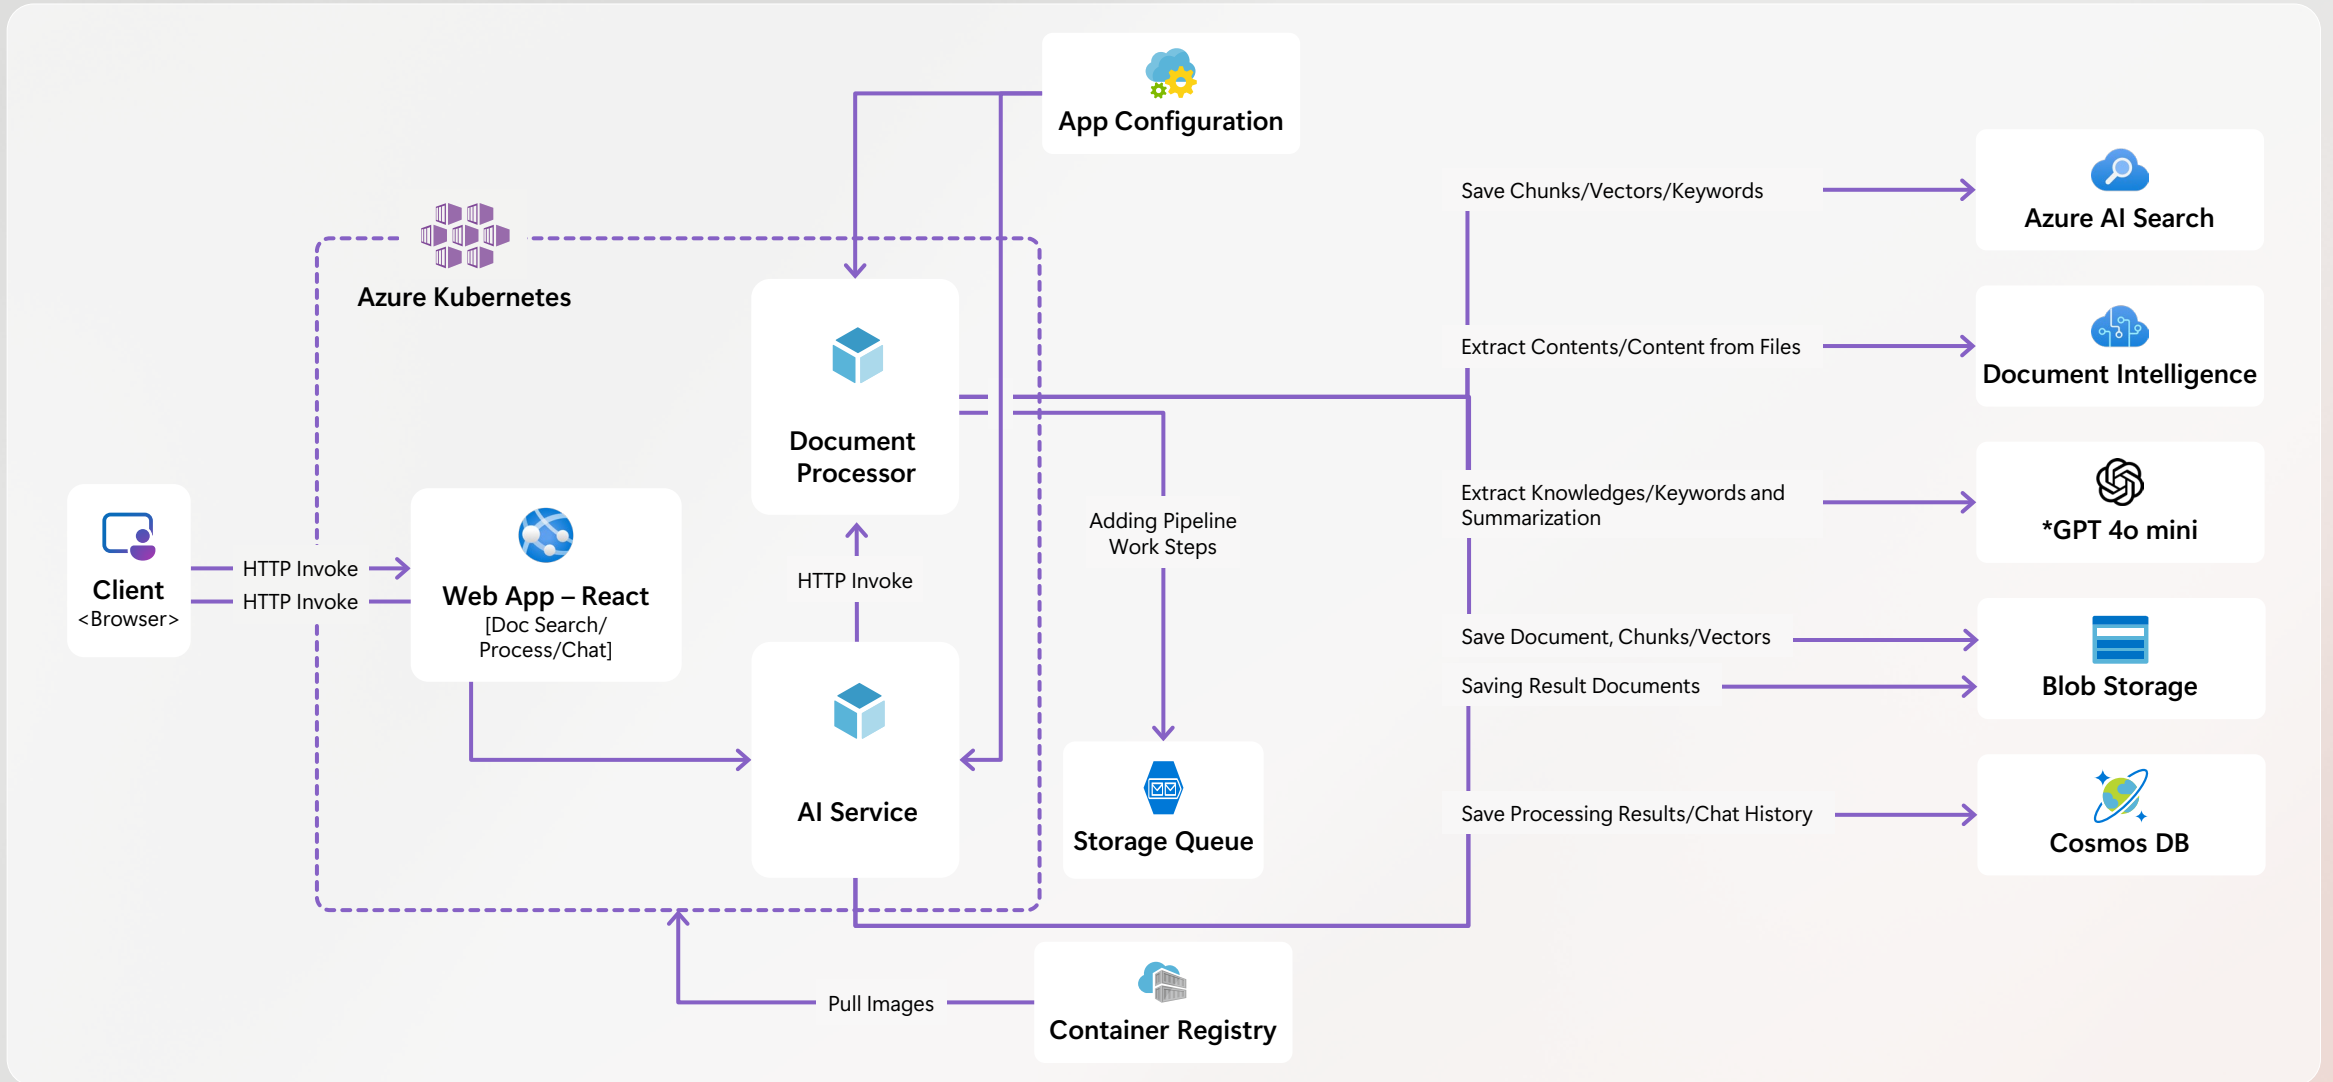 App Configuration
Save Chunks/Vectors/Keywords
Azure AI Search
Azure Kubernetes
Extract Contents/Content from Files
Document Intelligence
Document
Processor
Extract Knowledges/Keywords and
Summarization
*GPT 4o mini
Adding Pipeline
Work Steps
Client
<Browser>
HTTP Invoke
HTTP Invoke
Web App – React
[Doc Search/
Process/Chat]
HTTP Invoke
Save Document, Chunks/Vectors
Saving Result Documents
Blob Storage
AI Service
Storage Queue
Save Processing Results/Chat History
Cosmos DB
Pull Images
Container Registry